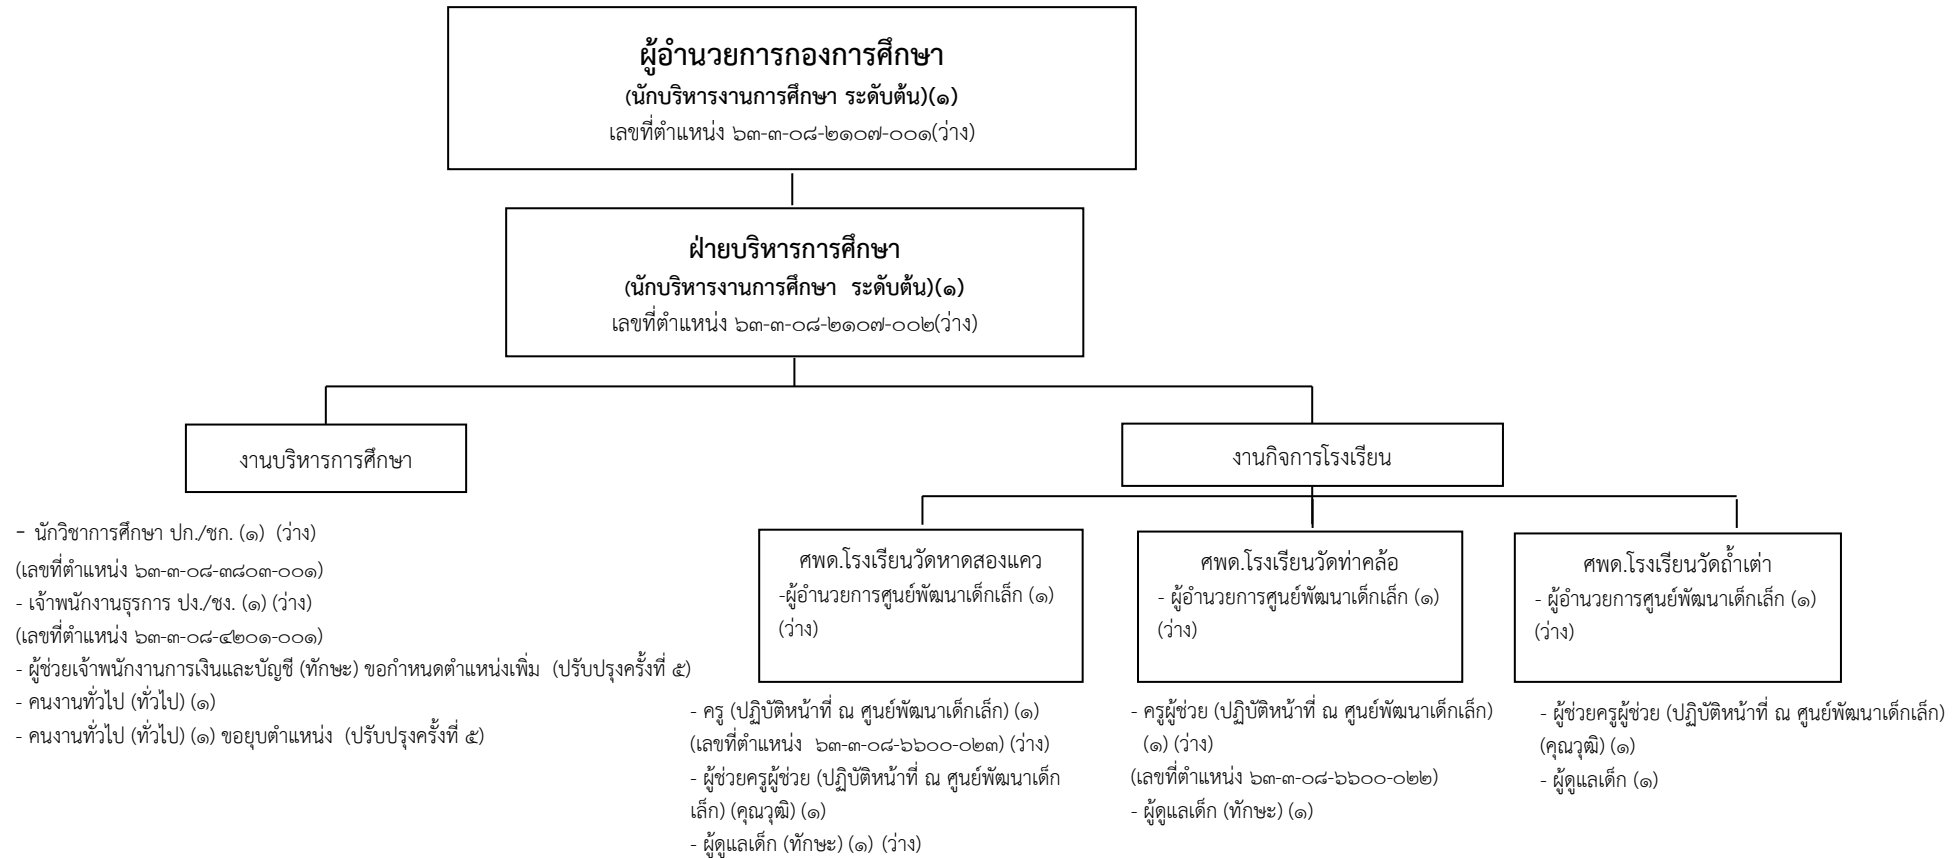 ผู้อำนวยการกองการศึกษา
(นักบริหารงานการศึกษา ระดับต้น)(๑)
เลขที่ตำแหน่ง ๖๓-๓-๐๘-๒๑๐๗-๐๐๑(ว่าง)
ฝ่ายบริหารการศึกษา
(นักบริหารงานการศึกษา ระดับต้น)(๑)
เลขที่ตำแหน่ง ๖๓-๓-๐๘-๒๑๐๗-๐๐๒(ว่าง)
งานบริหารการศึกษา
- นักวิชาการศึกษา ปก./ชก. (๑) (ว่าง)
(เลขที่ตำแหน่ง ๖๓-๓-๐๘-๓๘๐๓-๐๐๑)
- เจ้าพนักงานธุรการ ปง./ชง. (๑) (ว่าง)
(เลขที่ตำแหน่ง ๖๓-๓-๐๘-๔๒๐๑-๐๐๑)
- ผู้ช่วยเจ้าพนักงานการเงินและบัญชี (ทักษะ) ขอกำหนดตำแหน่งเพิ่ม (ปรับปรุงครั้งที่ ๕)
- คนงานทั่วไป (ทั่วไป) (๑)
- คนงานทั่วไป (ทั่วไป) (๑) ขอยุบตำแหน่ง (ปรับปรุงครั้งที่ ๕)
งานกิจการโรงเรียน
ศพด.โรงเรียนวัดหาดสองแคว
-ผู้อำนวยการศูนย์พัฒนาเด็กเล็ก (๑)
(ว่าง)
- ครู (ปฏิบัติหน้าที่ ณ ศูนย์พัฒนาเด็กเล็ก) (๑)
(เลขที่ตำแหน่ง ๖๓-๓-๐๘-๖๖๐๐-๐๒๓) (ว่าง)
- ผู้ช่วยครูผู้ช่วย (ปฏิบัติหน้าที่ ณ ศูนย์พัฒนาเด็ก
เล็ก) (คุณวุฒิ) (๑)
- ผู้ดูแลเด็ก (ทักษะ) (๑) (ว่าง)
ศพด.โรงเรียนวัดท่าคล้อ
- ผู้อำนวยการศูนย์พัฒนาเด็กเล็ก (๑)
(ว่าง)
- ครูผู้ช่วย (ปฏิบัติหน้าที่ ณ ศูนย์พัฒนาเด็กเล็ก)
(๑) (ว่าง)
(เลขที่ตำแหน่ง ๖๓-๓-๐๘-๖๖๐๐-๐๒๒)
- ผู้ดูแลเด็ก (ทักษะ) (๑)
ศพด.โรงเรียนวัดถ้ำเต่า
- ผู้อำนวยการศูนย์พัฒนาเด็กเล็ก (๑)
(ว่าง)
- ผู้ช่วยครูผู้ช่วย (ปฏิบัติหน้าที่ ณ ศูนย์พัฒนาเด็กเล็ก)
(คุณวุฒิ) (๑)
- ผู้ดูแลเด็ก (๑)